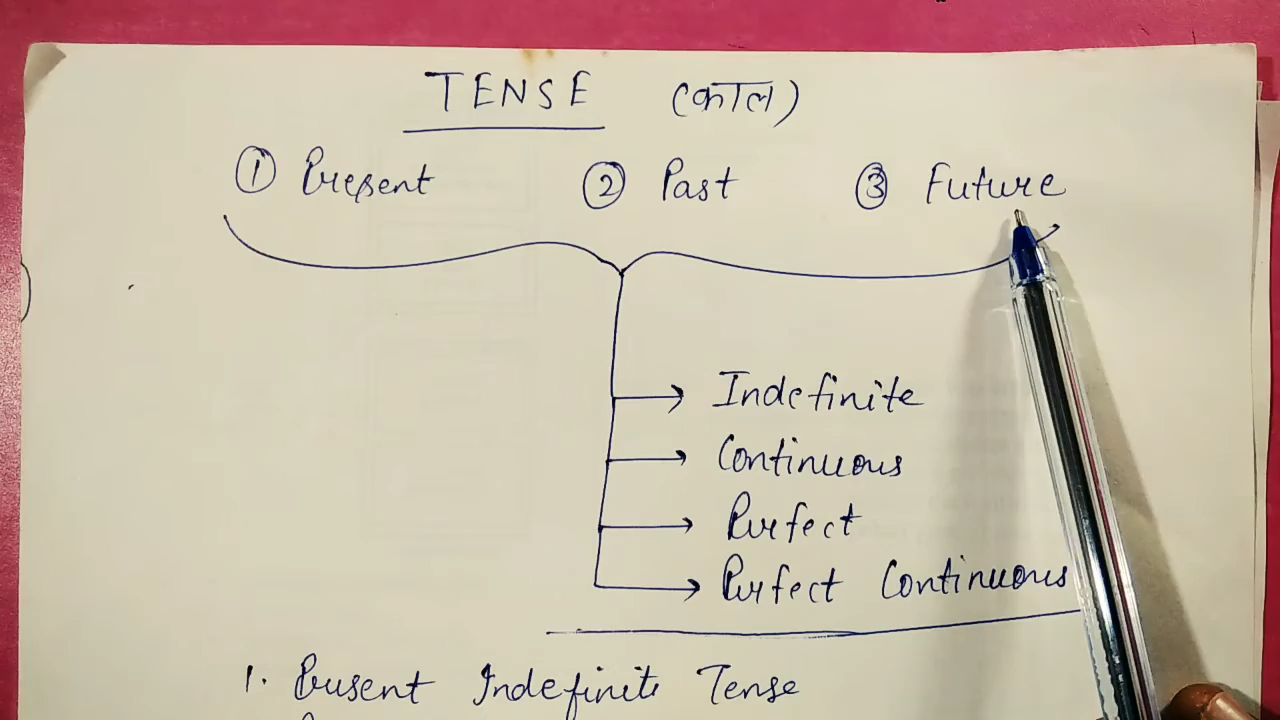 TENSE (काल)
① Present ② Past ③ Future
Indefinite
Continuous
Perfect
Perfect Continuous
1. Present Indefinite Tense